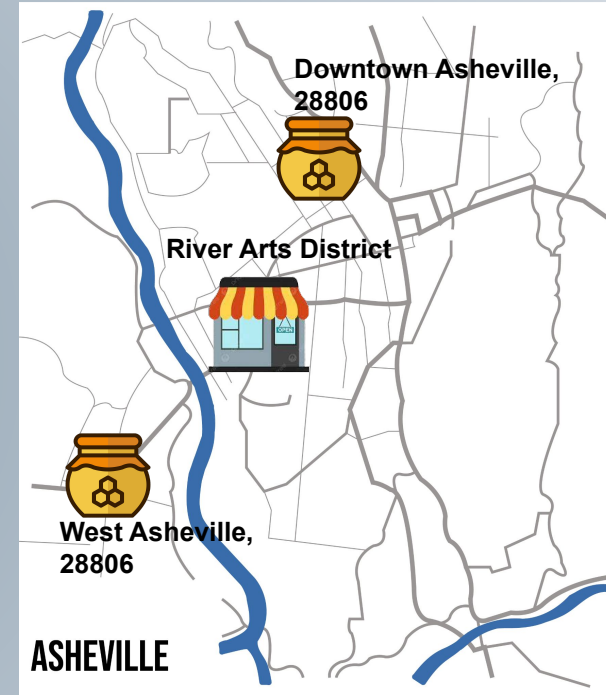 Downtown Asheville,
28806
River Arts District
OPEN
West Asheville,
28806
ASHEVILLE